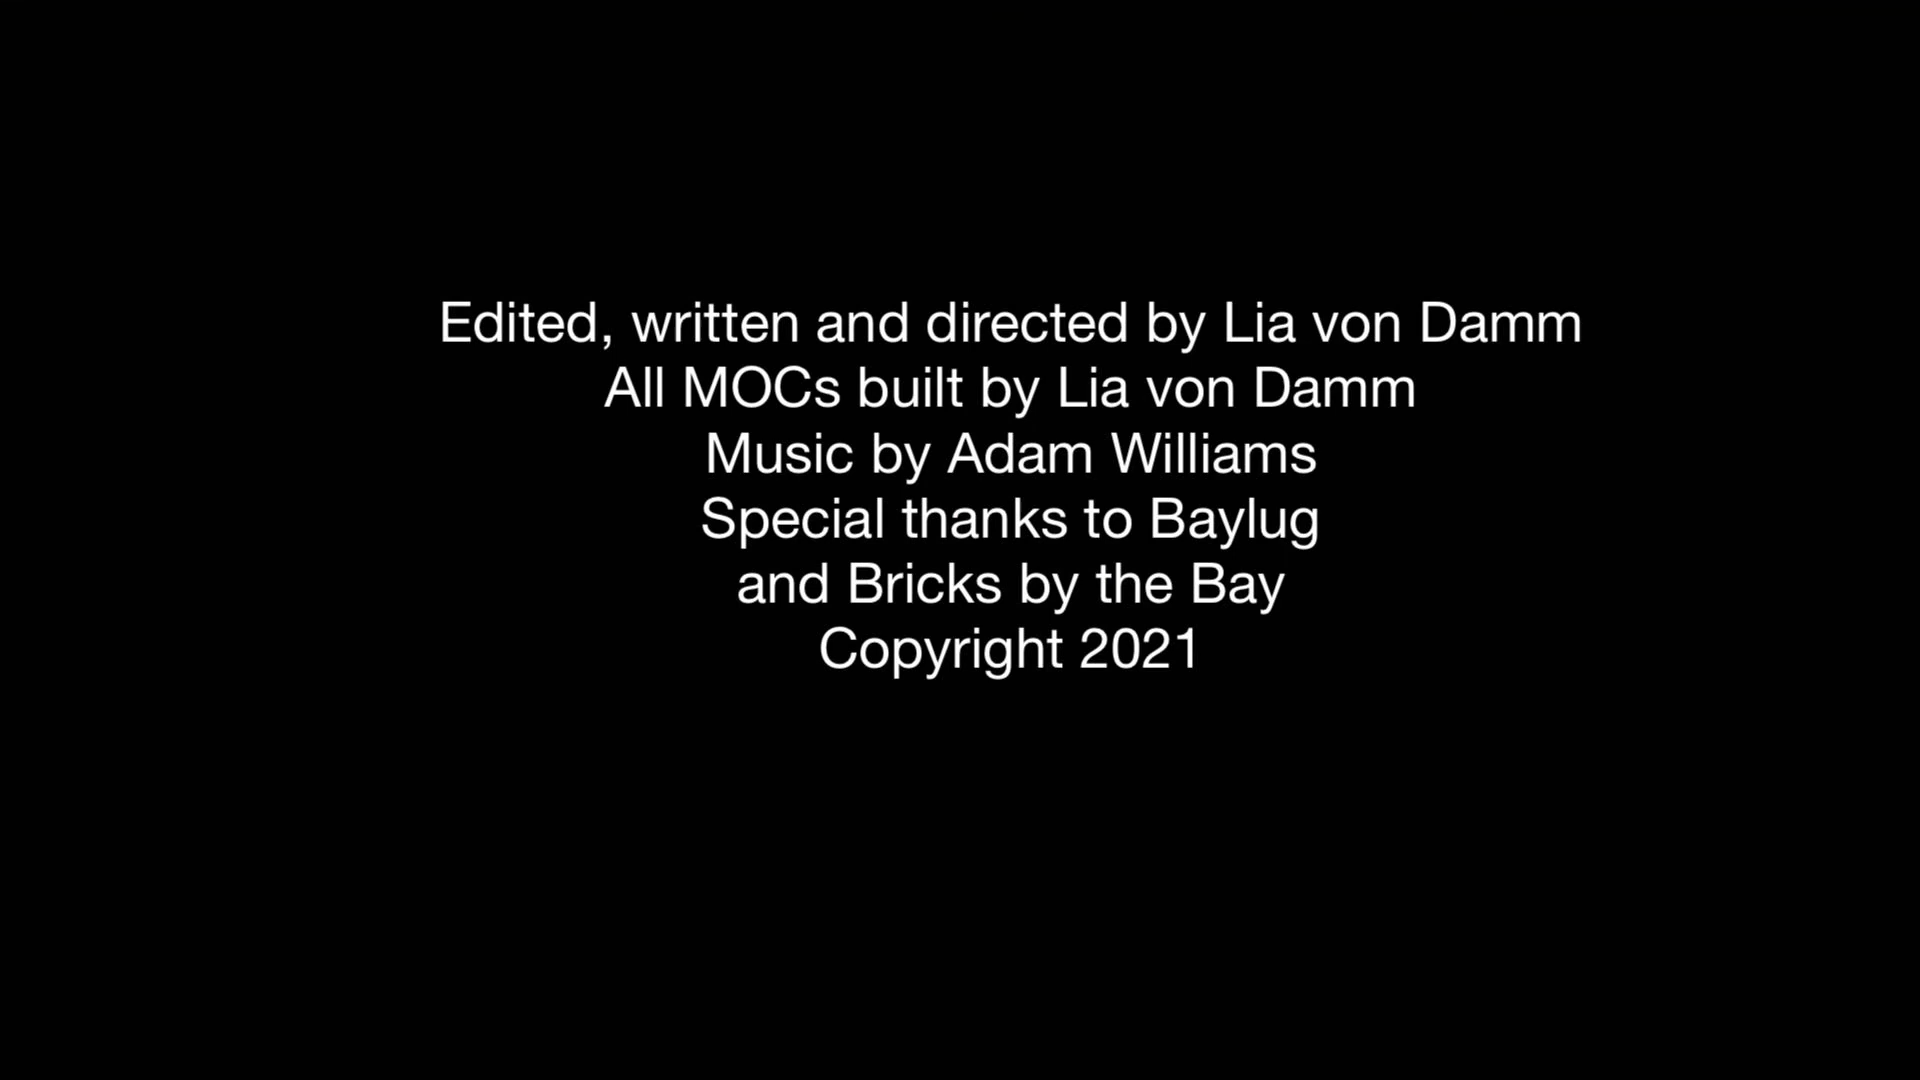 Edited, written and directed by Lia von Damm
All MOCs built by Lia von Damm
Music by Adam Williams
Special thanks to Baylug
and Bricks by the Bay
Copyright 2021